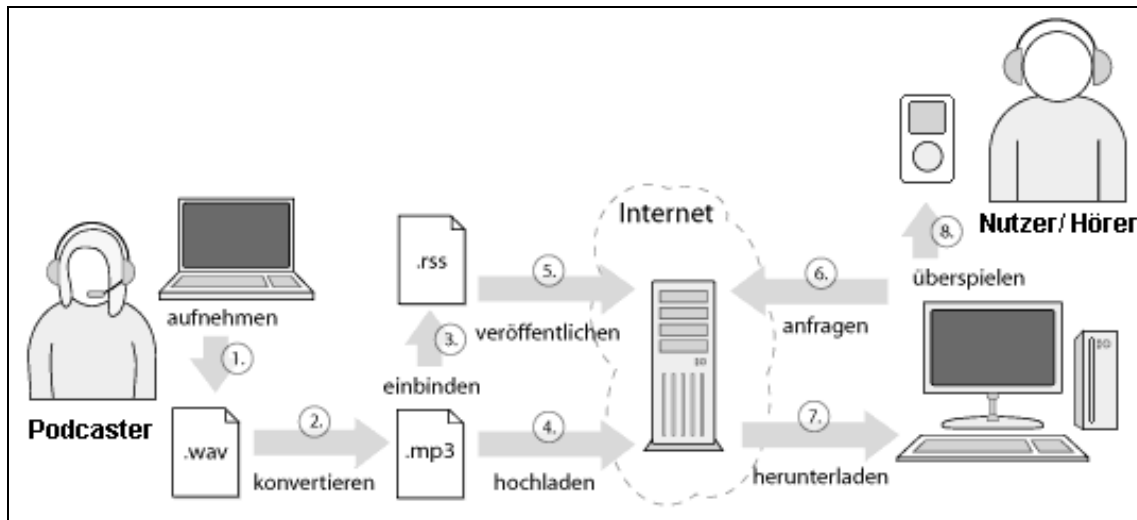 Internet
Nutzer/ Hörer
8.
.rss
5.
6.
überspielen
aufnehmen
veröffentlichen
anfragen
1.
3.
einbinden
Podcaster
2.
4.
7.
.wav
.mp3
konvertieren
hochladen
herunterladen